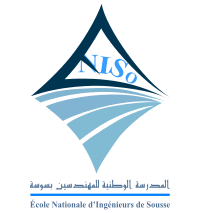 ENISo
المدرسة الوطنية للمهندسين بسوسة
École Nationale d'Ingénieurs de Sousse